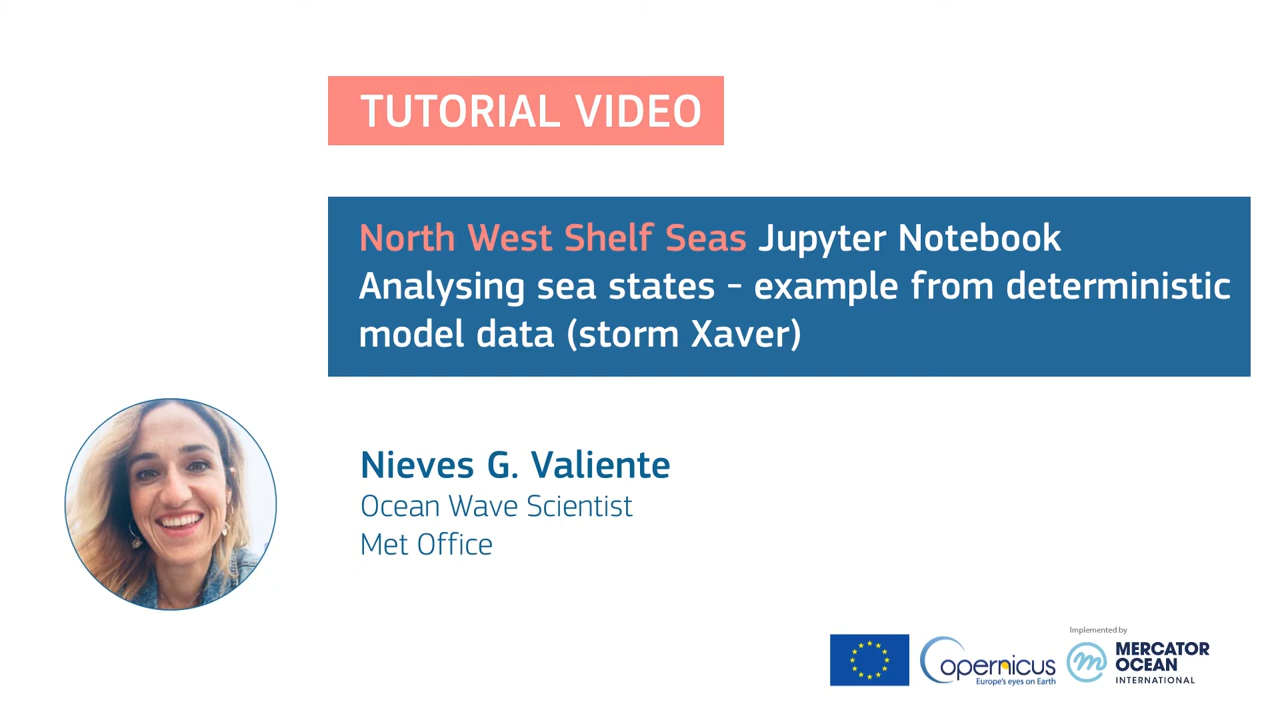 TUTORIAL VIDEO
North West Shelf Seas Jupyter Notebook
Analysing sea states - example from deterministic
model data (storm Xaver)
Nieves G. Valiente
Ocean Wave Scientist
Met Office
Implemented by
Copernicus
Europe's eyes on Earth
MERCATOR
OCEAN
INTERNATIONAL